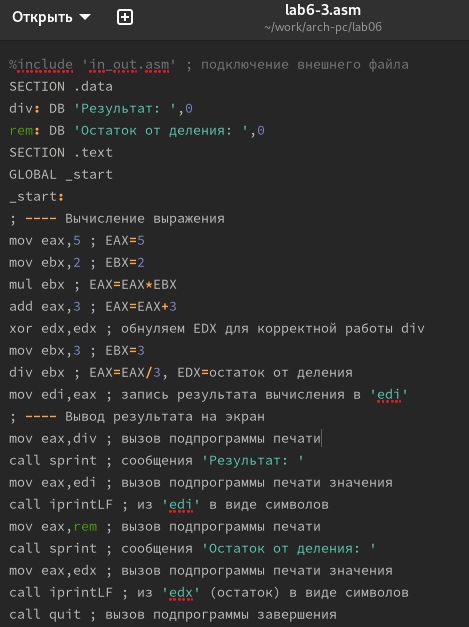 Открыть
lab6-3.asm
~/work/arch-pc/lab06
%include 'in_out.asm' ; подключение внешнего файла
SECTION .data
div: DB 'Результат: ',0
rem: DB 'Остаток от деления: ',0
SECTION .text
GLOBAL _start
_start:
; ---- Вычисление выражения
mov eax,5 ; EAX=5
mov ebx,2 ; EBX=2
mul ebx ; EAX=EAX*EBX
add eax,3 ; EAX=EAX+3
xor edx,edx ; обнуляем EDX для корректной работы div
mov ebx,3 ; EBX=3
div ebx ; EAX=EAX/3, EDX=остаток от деления
mov edi,eax ; запись результата вычисления в 'edi'
; ---- Вывод результата на экран
mov eax,div ; вызов подпрограммы печати
call sprint ; сообщения 'Результат: '
mov eax,edi ; вызов подпрограммы печати значения
call iprintLF ; из 'edi' в виде символов
mov eax,rem ; вызов подпрограммы печати
call sprint ; сообщения 'Остаток от деления: '
mov eax,edx ; вызов подпрограммы печати значения
call iprintLF ; из 'edx' (остаток) в виде символов
call quit ; вызов подпрограммы завершения